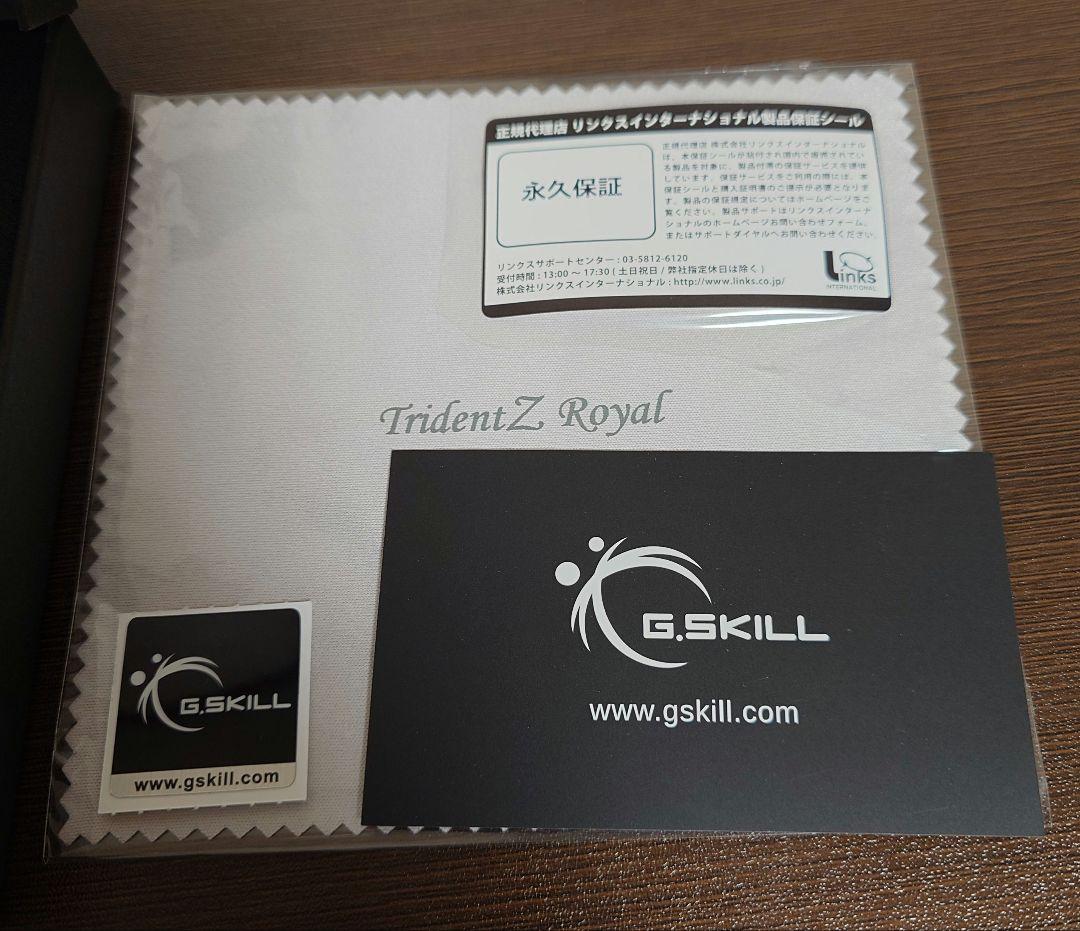 正規代理店 リンクスインターナショナル製品保証シール
永久保証
正規代理店 株式会社リンクスインターナショナル
は、本保証シールが貼付され国内で販売されてい
る製品を対象に、製品付帯の保証サービスを提供
しています。保証サービスをご利用の際には、本
保証シールと購入証明書のご提示が必要となりま
す。製品の保証規定についてはホームページをご
覧ください。製品サポートはリンクスインターナ
ショナルのホームページお問い合わせフォーム、
またはサポートダイヤルへお問い合わせください。
リンクスサポートセンター : 03-5812-6120
受付時間 : 13:00 ～ 17:30 ( 土日祝日 / 弊社指定休日は除く )
株式会社リンクスインターナショナル : http://www.links.co.jp/
Links
INTERNATIONAL
TridentZ Royal
G.SKILL
www.gskill.com
G.SKILL
www.gskill.com